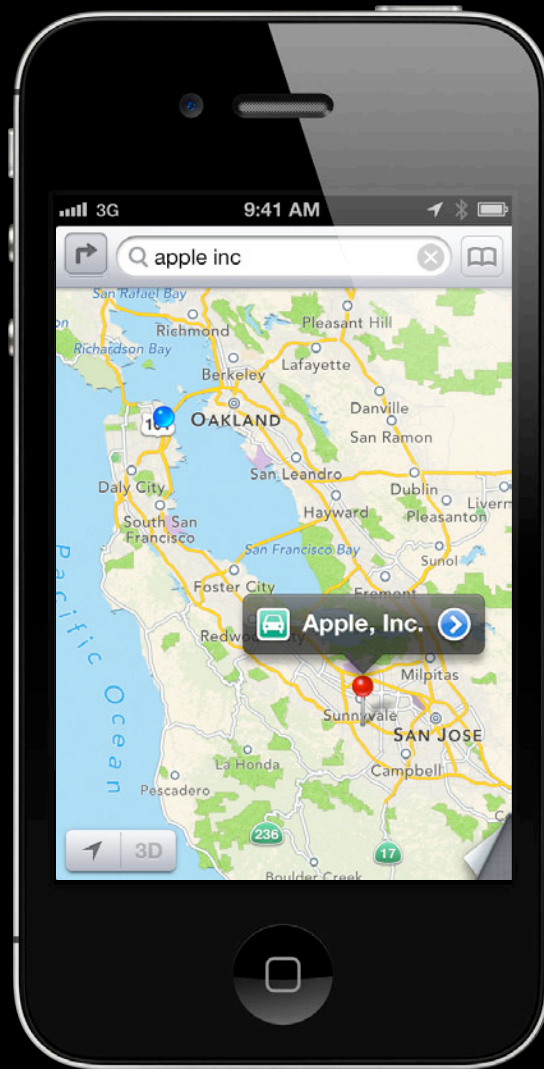 3G
9:41 AM
apple inc
San Rafael Bay
Richmond
Pleasant Hill
Richardson Bay
Lafayette
Berkeley
OAKLAND
Danville
San Ramon
San Leandro
Daly City
Dublin
Hayward
Pleasanton
South San
Francisco
San Francisco Bay
Sunol
Foster City
Fremont
Apple, Inc.
Milpitas
Sunnyvale
SAN JOSE
Pacific Ocean
La Honda
Campbell
Pescadero
236
17
3D
Boulder Creek